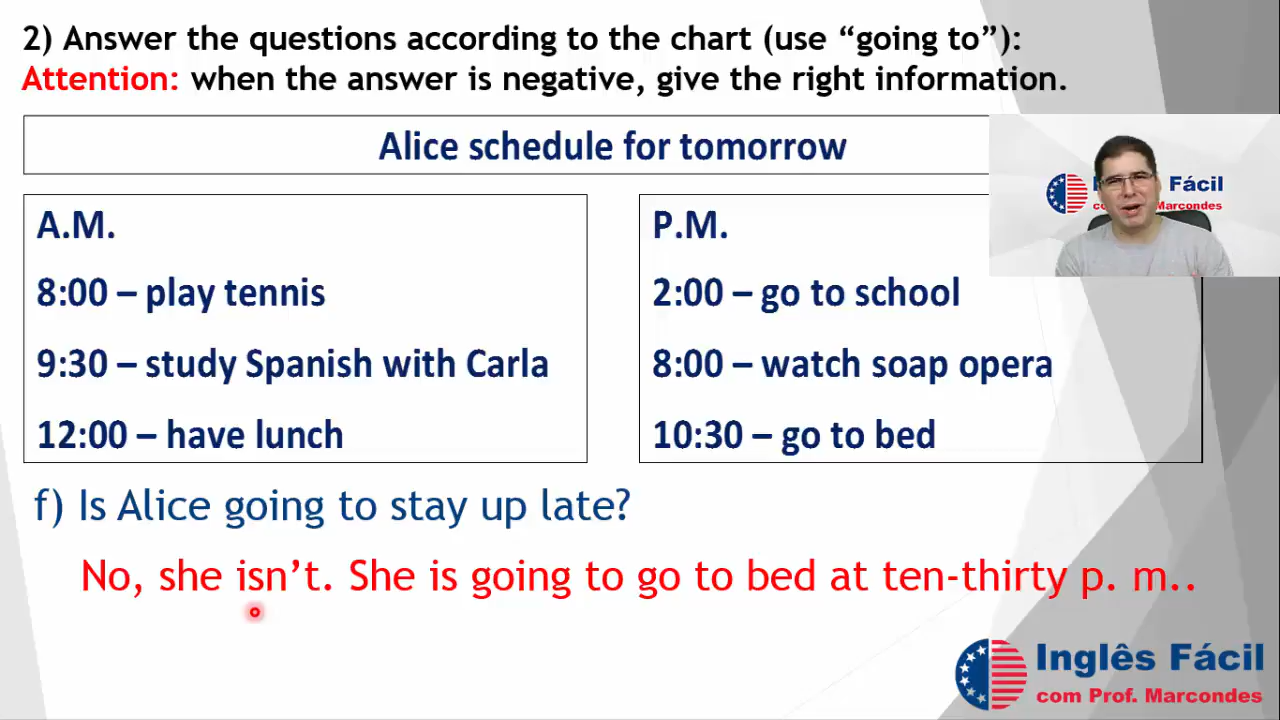 2) Answer the questions according to the chart (use “going to”):
Attention: when the answer is negative, give the right information.
Alice schedule for tomorrow
A.M.
8:00 – play tennis
9:30 – study Spanish with Carla
12:00 – have lunch
P.M.
2:00 – go to school
8:00 – watch soap opera
10:30 – go to bed
Fácil
Marcondes
f) Is Alice going to stay up late?
No, she isn’t. She is going to go to bed at ten-thirty p. m..
Inglês Fácil
com Prof. Marcondes